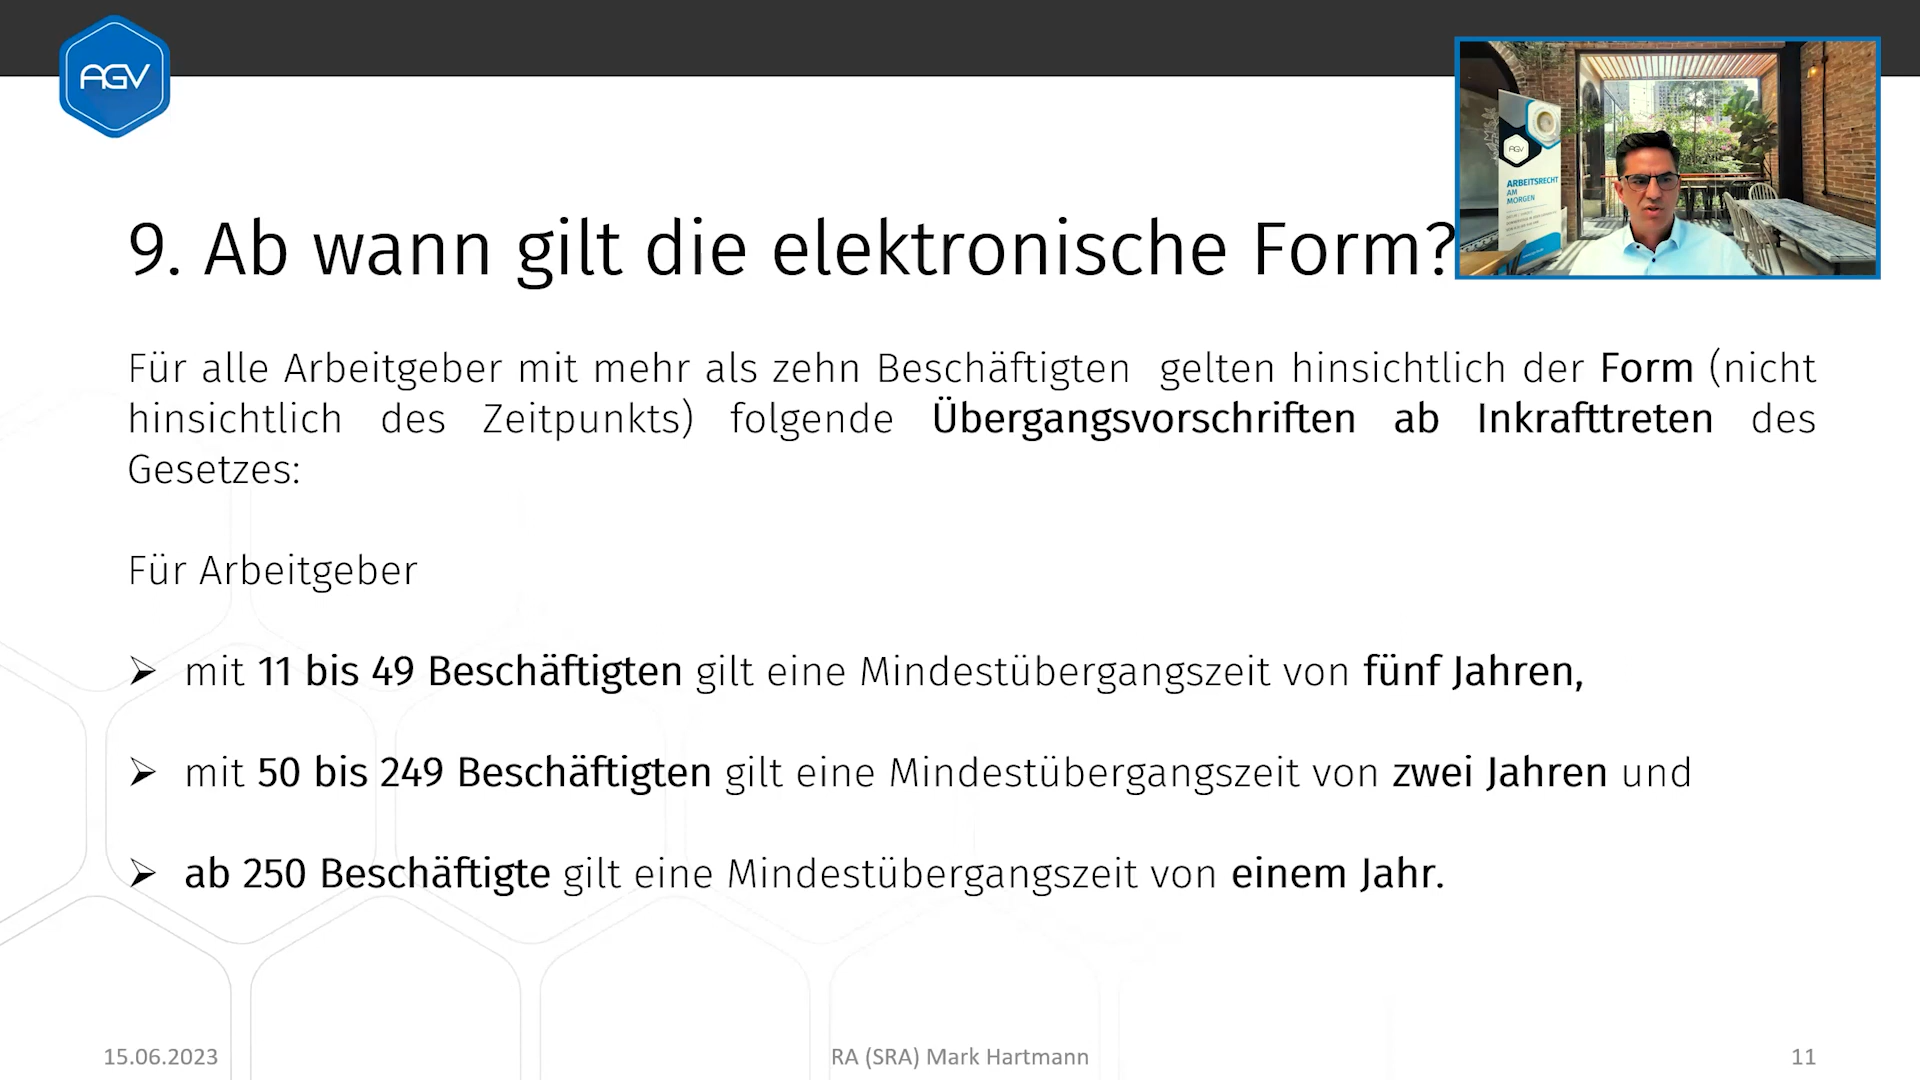 AGV
AGV
ARBEITSRECHT
AM
MORGEN
9. Ab wann gilt die elektronische Form?
Für alle Arbeitgeber mit mehr als zehn Beschäftigten gelten hinsichtlich der Form (nicht
hinsichtlich des Zeitpunkts) folgende Übergangsvorschriften ab Inkrafttreten des
Gesetzes:
Für Arbeitgeber
➢ mit 11 bis 49 Beschäftigten gilt eine Mindestübergangszeit von fünf Jahren,
➢ mit 50 bis 249 Beschäftigten gilt eine Mindestübergangszeit von zwei Jahren und
➢ ab 250 Beschäftigte gilt eine Mindestübergangszeit von einem Jahr.
15.06.2023
RA (SRA) Mark Hartmann
11